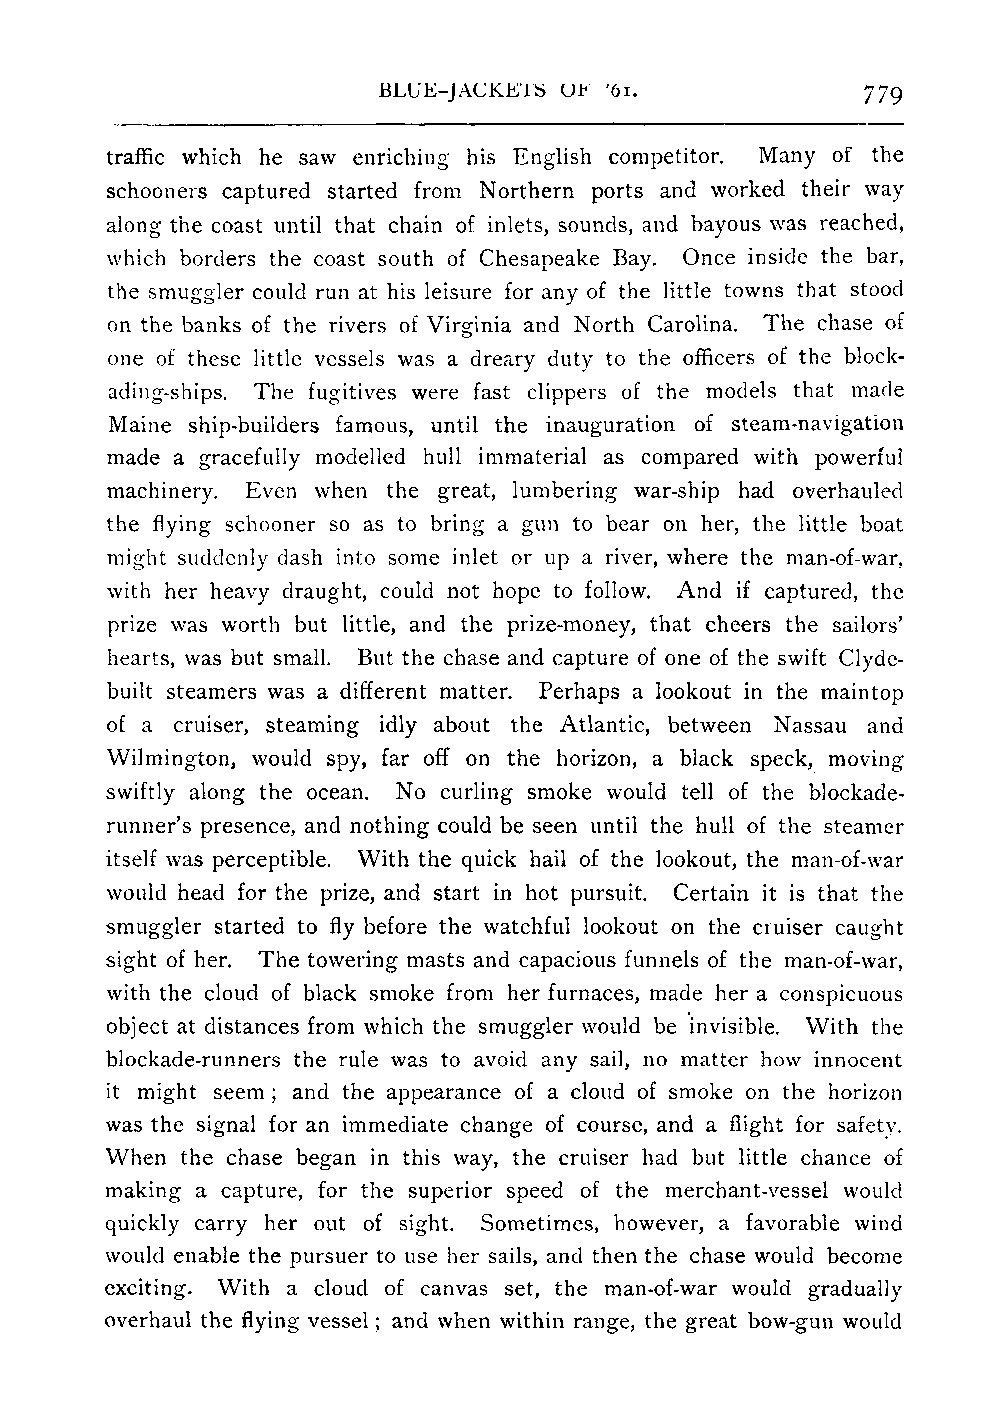 BLUE-JACKETS OF '61. 779
traffic which he saw enriching his English competitor. Many of the
schooners captured started from Northern ports and worked their way
along the coast until that chain of inlets, sounds, and bayous was reached,
which borders the coast south of Chesapeake Bay. Once inside the bar,
the smuggler could run at his leisure for any of the little towns that stood
on the banks of the rivers of Virginia and North Carolina. The chase of
one of these little vessels was a dreary duty to the officers of the block-
ading-ships. The fugitives were fast clippers of the models that made
Maine ship-builders famous, until the inauguration of steam-navigation
made a gracefully modelled hull immaterial as compared with powerful
machinery. Even when the great, lumbering war-ship had overhauled
the flying schooner so as to bring a gun to bear on her, the little boat
might suddenly dash into some inlet or up a river, where the man-of-war,
with her heavy draught, could not hope to follow. And if captured, the
prize was worth but little, and the prize-money, that cheers the sailors'
hearts, was but small. But the chase and capture of one of the swift Clyde-
built steamers was a different matter. Perhaps a lookout in the maintop
of a cruiser, steaming idly about the Atlantic, between Nassau and
Wilmington, would spy, far off on the horizon, a black speck, moving
swiftly along the ocean. No curling smoke would tell of the blockade-
runner's presence, and nothing could be seen until the hull of the steamer
itself was perceptible. With the quick hail of the lookout, the man-of-war
would head for the prize, and start in hot pursuit. Certain it is that the
smuggler started to fly before the watchful lookout on the cruiser caught
sight of her. The towering masts and capacious funnels of the man-of-war,
with the cloud of black smoke from her furnaces, made her a conspicuous
object at distances from which the smuggler would be invisible. With the
blockade-runners the rule was to avoid any sail, no matter how innocent
it might seem; and the appearance of a cloud of smoke on the horizon
was the signal for an immediate change of course, and a flight for safety.
When the chase began in this way, the cruiser had but little chance of
making a capture, for the superior speed of the merchant-vessel would
quickly carry her out of sight. Sometimes, however, a favorable wind
would enable the pursuer to use her sails, and then the chase would become
exciting. With a cloud of canvas set, the man-of-war would gradually
overhaul the flying vessel; and when within range, the great bow-gun would